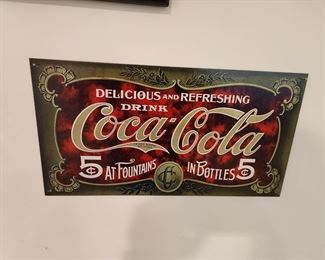 DELICIOUS AND REFRESHING
DRINK
Coca-Cola
5¢ AT FOUNTAINS IN BOTTLES 5¢